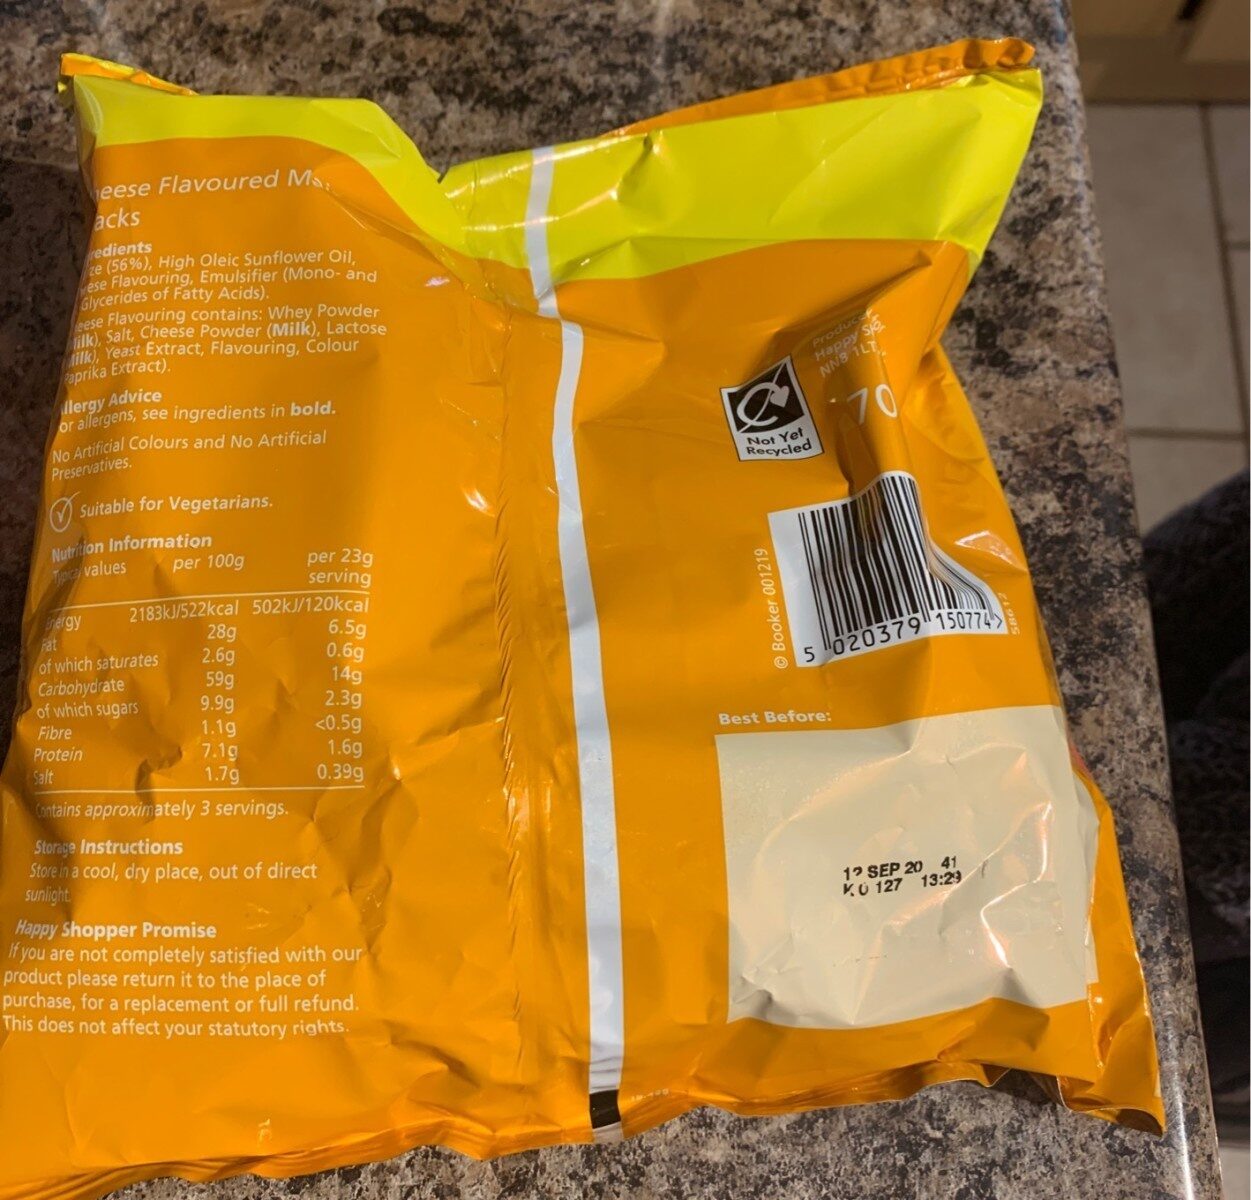 eese Flavoured
acks
redients
ze (56%), High Oleic Sunflower Oil,
ese Flavouring, Emulsifier (Mono- and
Glycerides of Fatty Acids).
eese Flavouring contains: Whey Powder
ilk), Salt, Cheese Powder (Milk), Lactose
ilk), Yeast Extract, Flavouring, Colour
Paprika Extract).
llergy Advice
or allergens, see ingredients in bold.
No Artificial Colours and No Artificial
Preservatives.
Suitable for Vegetarians.
Nutrition Information
Typical values per 100g per 23g
serving
Energy 2183kJ/522kcal 502kJ/120kcal
Fat 28g 6.5g
of which saturates 2.6g 0.6g
Carbohydrate 59g 14g
of which sugars 9.9g 2.3g
Fibre 1.1g <0.5g
Protein 7.1g 1.6g
Salt 1.7g 0.39g
Contains approximately 3 servings.
Storage Instructions
Store in a cool, dry place, out of direct
sunlight.
Happy Shopper Promise
If you are not completely satisfied with our
product please return it to the place of
purchase, for a replacement or full refund.
This does not affect your statutory rights.
Produce
Happy Sho
NN8 1LT
70
Not Yet
Recycled
© Booker 001219
5 020379 150774 >
58612
Best Before:
SEP 20 41
127 13:29